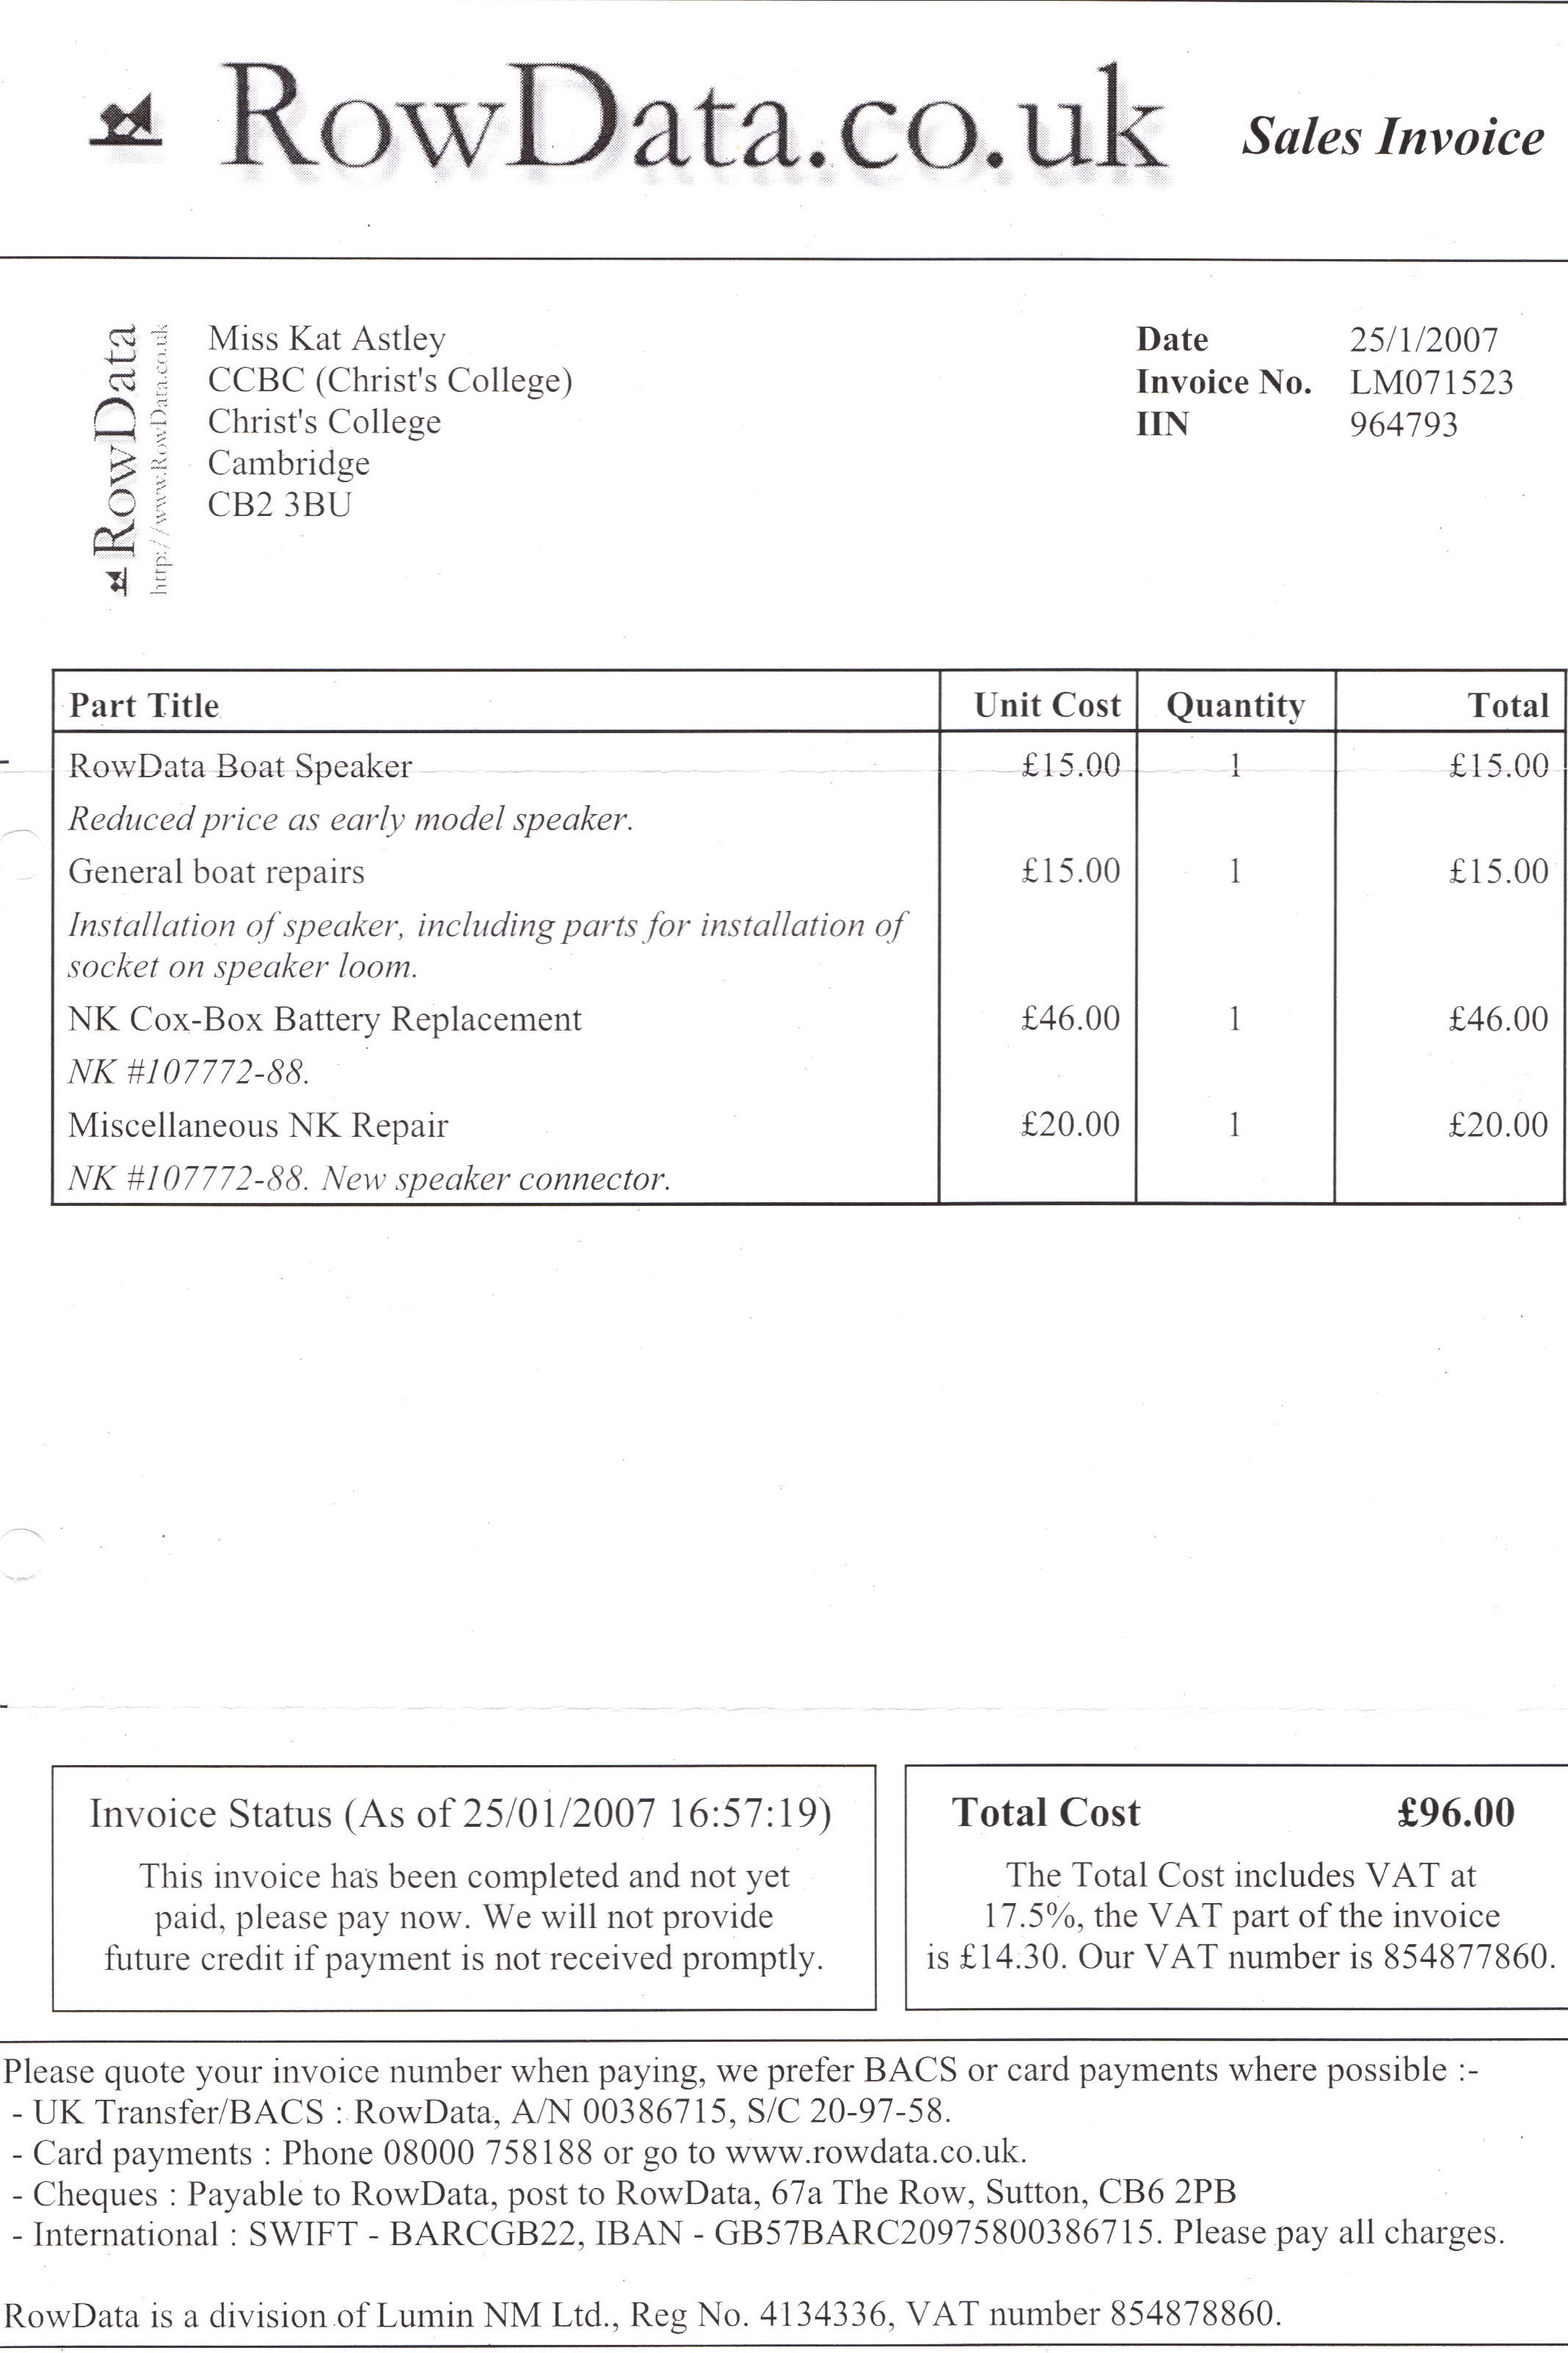 RowData.co.uk
Sales Invoice
RowData
http://www.RowData.co.uk
Miss Kat Astley
CCBC (Christ's College)
Christ's College
Cambridge
CB2 3BU
Date 25/1/2007
Invoice No. LM071523
IIN 964793
Part Title Unit Cost Quantity Total
RowData Boat Speaker £15.00 1 £15.00
Reduced price as early model speaker.
General boat repairs £15.00 1 £15.00
Installation of speaker, including parts for installation of
socket on speaker loom.
NK Cox-Box Battery Replacement £46.00 1 £46.00
NK #107772-88.
Miscellaneous NK Repair £20.00 1 £20.00
NK #107772-88. New speaker connector.
Invoice Status (As of 25/01/2007 16:57:19)
This invoice has been completed and not yet
paid, please pay now. We will not provide
future credit if payment is not received promptly.
Total Cost £96.00
The Total Cost includes VAT at
17.5%, the VAT part of the invoice
is £14.30. Our VAT number is 854877860.
Please quote your invoice number when paying, we prefer BACS or card payments where possible :-
- UK Transfer/BACS : RowData, A/N 00386715, S/C 20-97-58.
- Card payments : Phone 08000 758188 or go to www.rowdata.co.uk.
- Cheques : Payable to RowData, post to RowData, 67a The Row, Sutton, CB6 2PB
- International : SWIFT - BARCGB22, IBAN - GB57BARC20975800386715. Please pay all charges.
RowData is a division of Lumin NM Ltd., Reg No. 4134336, VAT number 854878860.